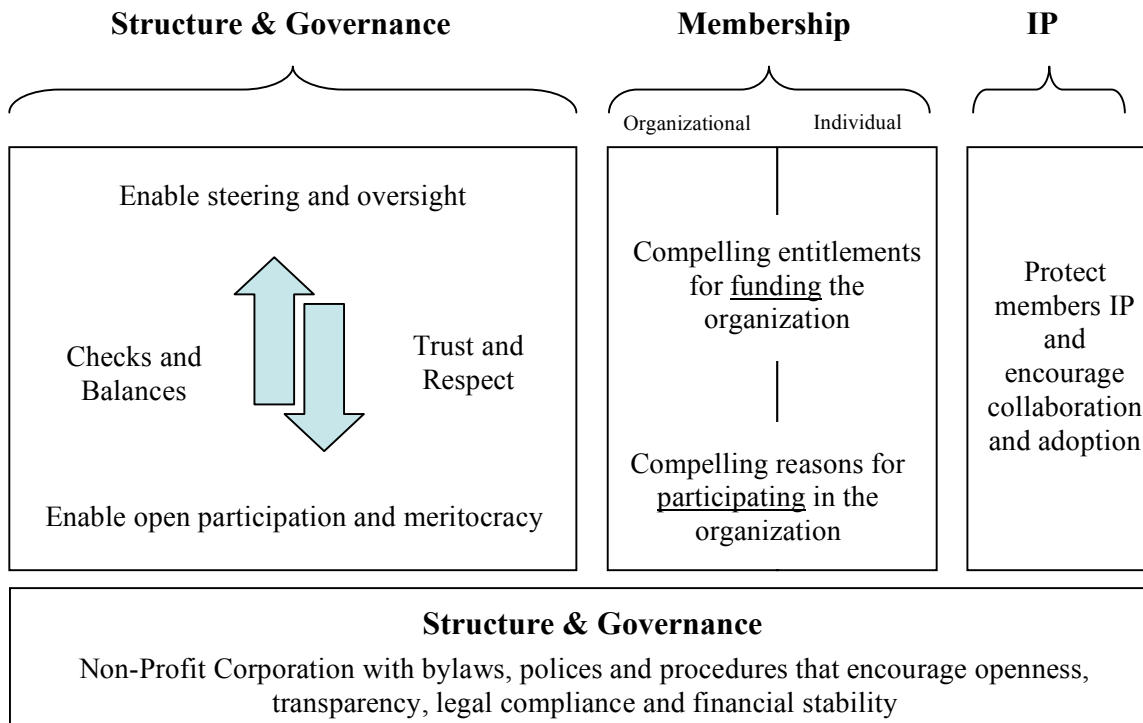 Structure & Governance
Membership
IP
Organizational
Individual
Enable steering and oversight
Checks and
Balances
Trust and
Respect
Enable open participation and meritocracy
Compelling entitlements
for funding the
organization
Compelling reasons for
participating in the
organization
Protect
members IP
and
encourage
collaboration
and adoption
Structure & Governance
Non-Profit Corporation with bylaws, polices and procedures that encourage openness,
transparency, legal compliance and financial stability